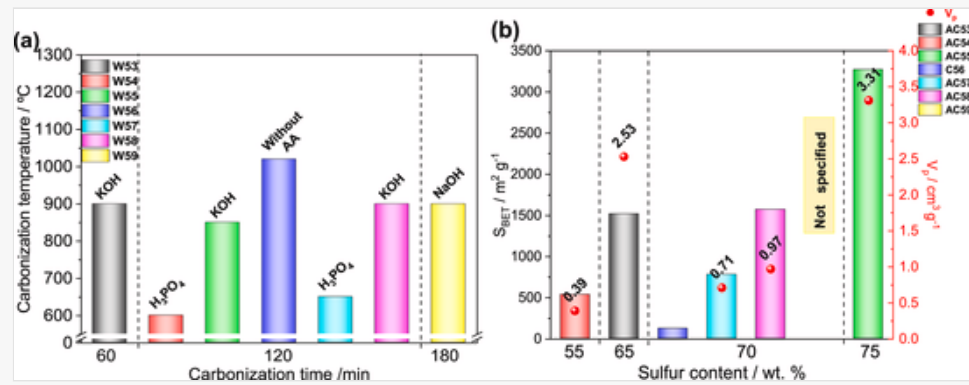 (a)
Carbonization temperature / ºC
1300
1200
1100
1000
900
800
700
600
0
W53
W54
W55
W56
W57
W58
W59
KOH
H₃PO₄
KOH
Without
AA
H₃PO₄
KOH
NaOH
60
120
180
Carbonization time /min
(b)
S_BET / m² g⁻¹
3500
3000
2500
2000
1500
1000
500
0
0.39
2.53
0.71
0.97
Not specified
3.31
55
65
70
75
Sulfur content / wt. %
Vₚ
AC53
AC54
AC55
C56
AC57
AC58
AC59
4.0
3.5
3.0
2.5
2.0
1.5
1.0
0.5
0.0
Vₚ / cm³ g⁻¹